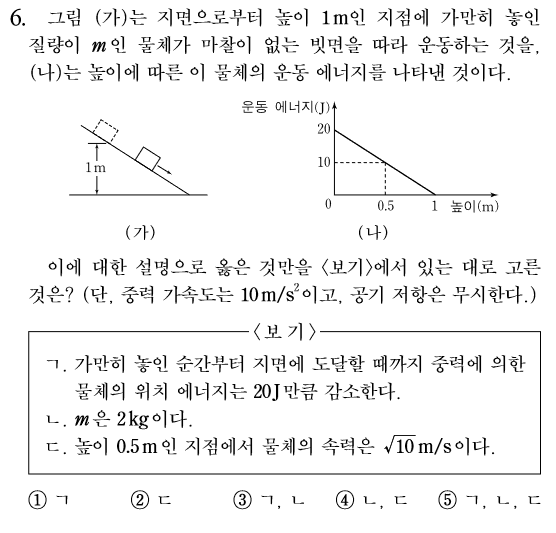 6. 그림 (가)는 지면으로부터 높이 1m인 지점에 가만히 놓인
질량이 m인 물체가 마찰이 없는 빗면을 따라 운동하는 것을,
(나)는 높이에 따른 이 물체의 운동 에너지를 나타낸 것이다.
1m
(가)
운동 에너지(J)
20
10
0
0.5
1
높이(m)
(나)
이에 대한 설명으로 옳은 것만을 <보기>에서 있는 대로 고른
것은? (단, 중력 가속도는 10m/s²이고, 공기 저항은 무시한다.)
<보 기>
ㄱ. 가만히 놓인 순간부터 지면에 도달할 때까지 중력에 의한
물체의 위치 에너지는 20J만큼 감소한다.
ㄴ. m은 2kg이다.
ㄷ. 높이 0.5m인 지점에서 물체의 속력은 √10 m/s이다.
① ㄱ ② ㄷ ③ ㄱ, ㄴ ④ ㄴ, ㄷ ⑤ ㄱ, ㄴ, ㄷ